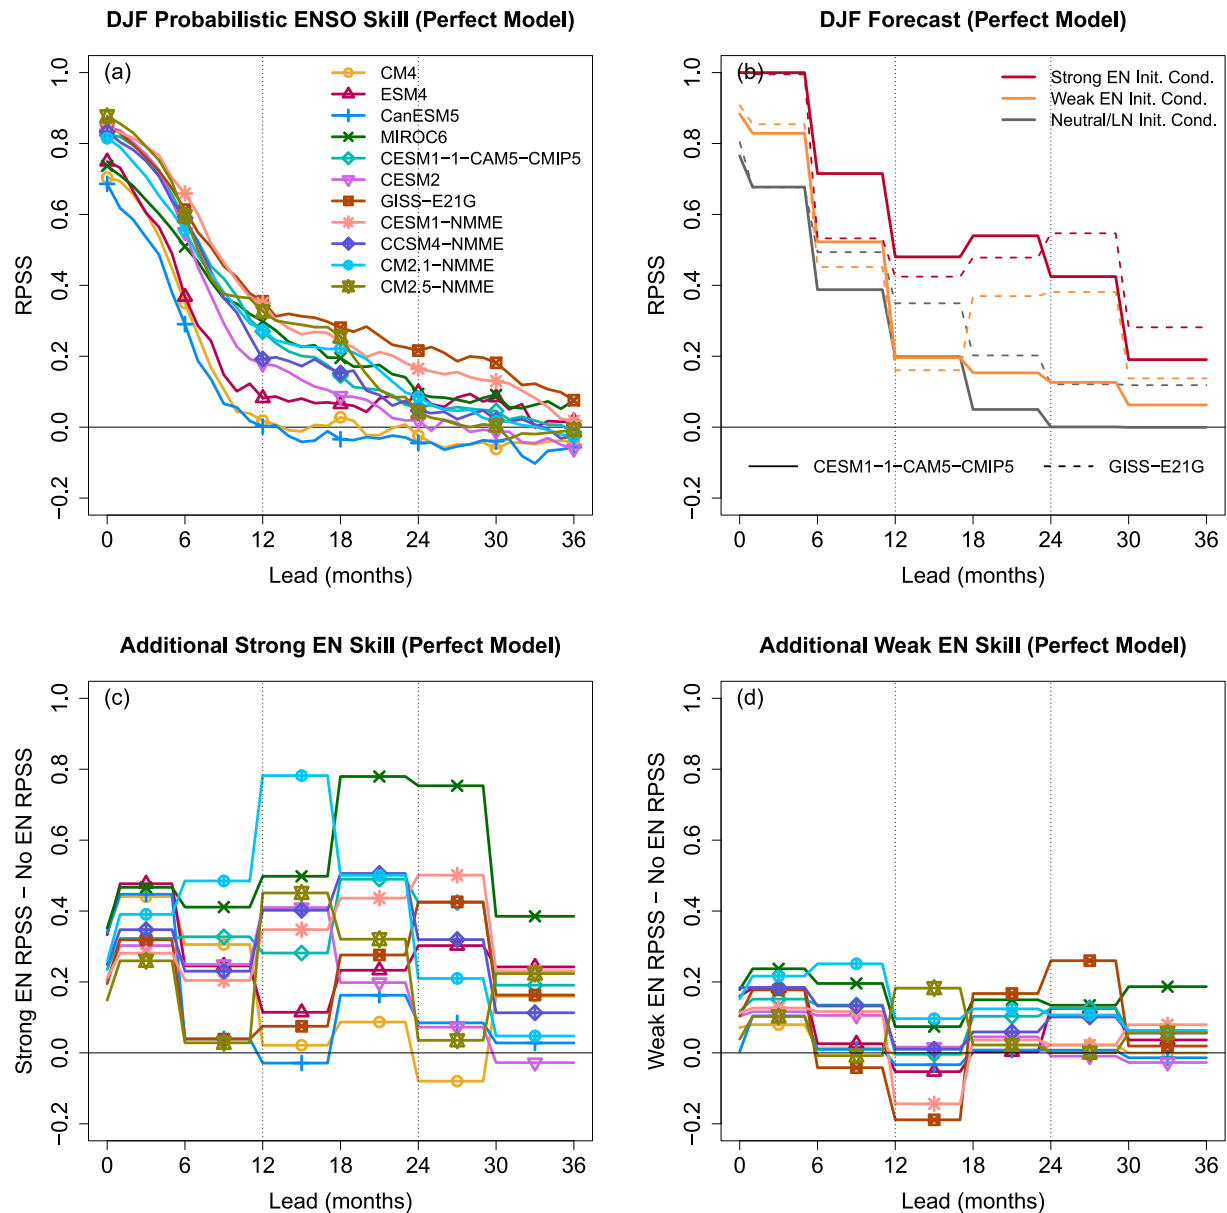 DJF Probabilistic ENSO Skill (Perfect Model)
(a)
RPSS
1.0
0.8
0.6
0.4
0.2
0.0
−0.2
CM4
ESM4
CanESM5
MIROC6
CESM1−1−CAM5−CMIP5
CESM2
GISS−E21G
CESM1−NMME
CCSM4−NMME
CM2.1−NMME
CM2.5−NMME
0 6 12 18 24 30 36
Lead (months)
DJF Forecast (Perfect Model)
(b)
RPSS
1.0
0.8
0.6
0.4
0.2
0.0
−0.2
Strong EN Init. Cond.
Weak EN Init. Cond.
Neutral/LN Init. Cond.
CESM1−1−CAM5−CMIP5 GISS−E21G
0 6 12 18 24 30 36
Lead (months)
Additional Strong EN Skill (Perfect Model)
(c)
Strong EN RPSS − No EN RPSS
1.0
0.8
0.6
0.4
0.2
0.0
−0.2
0 6 12 18 24 30 36
Lead (months)
Additional Weak EN Skill (Perfect Model)
(d)
Weak EN RPSS − No EN RPSS
1.0
0.8
0.6
0.4
0.2
0.0
−0.2
0 6 12 18 24 30 36
Lead (months)